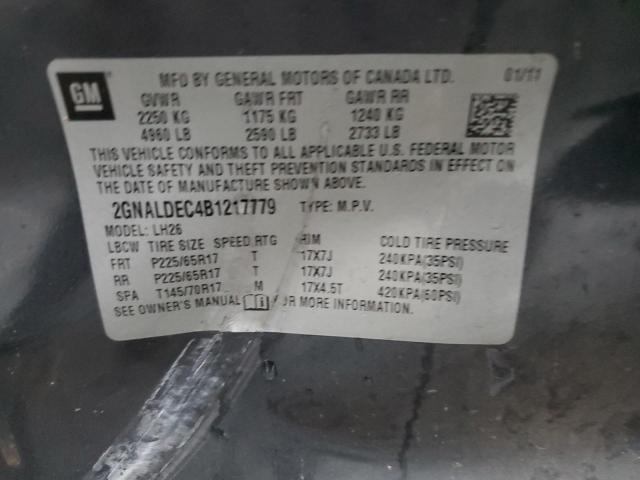 GM
MFD BY GENERAL MOTORS OF CANADA LTD. 01/11
GVWR GAWR FRT GAWR RR
2250 KG 1175 KG 1240 KG
4960 LB 2590 LB 2733 LB
THIS VEHICLE CONFORMS TO ALL APPLICABLE U.S. FEDERAL MOTOR
VEHICLE SAFETY AND THEFT PREVENTION STANDARDS IN EFFECT ON
THE DATE OF MANUFACTURE SHOWN ABOVE.
2GNALDEC4B1217779 TYPE: M.P.V.
MODEL: LH26
LBCW TIRE SIZE SPEED RTG RIM COLD TIRE PRESSURE
FRT P225/65R17 T 17X7J 240KPA(35PSI)
RR P225/65R17 T 17X7J 240KPA(35PSI)
SPA T145/70R17 M 17X4.5T 420KPA(60PSI)
SEE OWNER'S MANUAL FOR MORE INFORMATION.